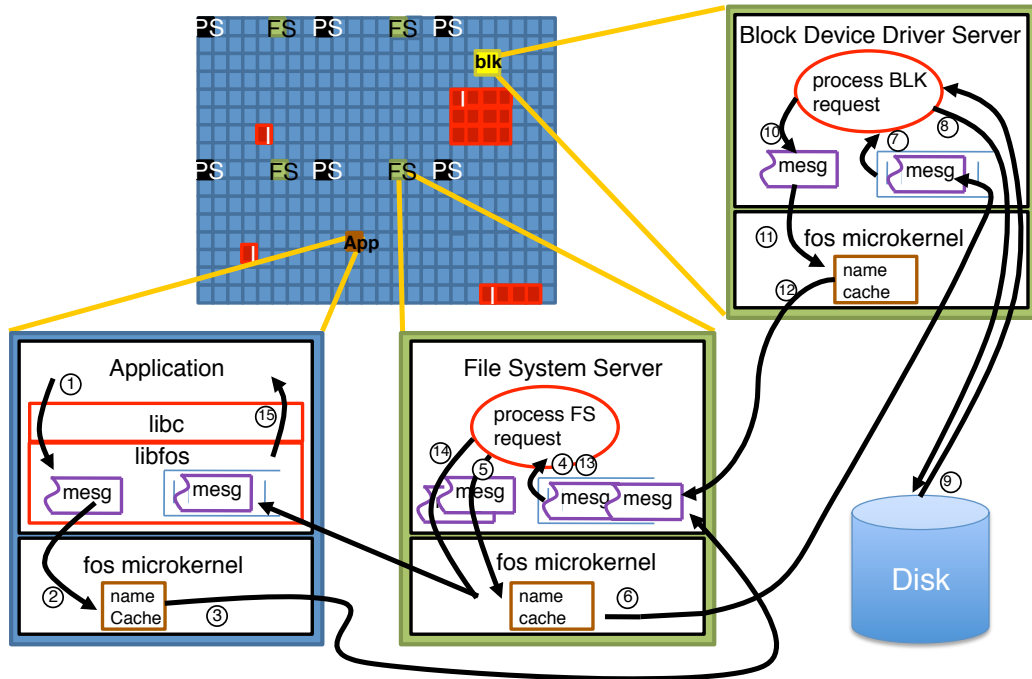 PS FS PS FS PS
blk
PS FS PS FS PS
App
Block Device Driver Server
process BLK
request
10
7
8
mesg
mesg
11
fos microkernel
name
cache
12
Application
1
15
libc
libfos
mesg
mesg
fos microkernel
2
name
Cache
3
File System Server
process FS
request
14
5
4
13
mesg
mesg
mesg
fos microkernel
name
cache
6
9
Disk